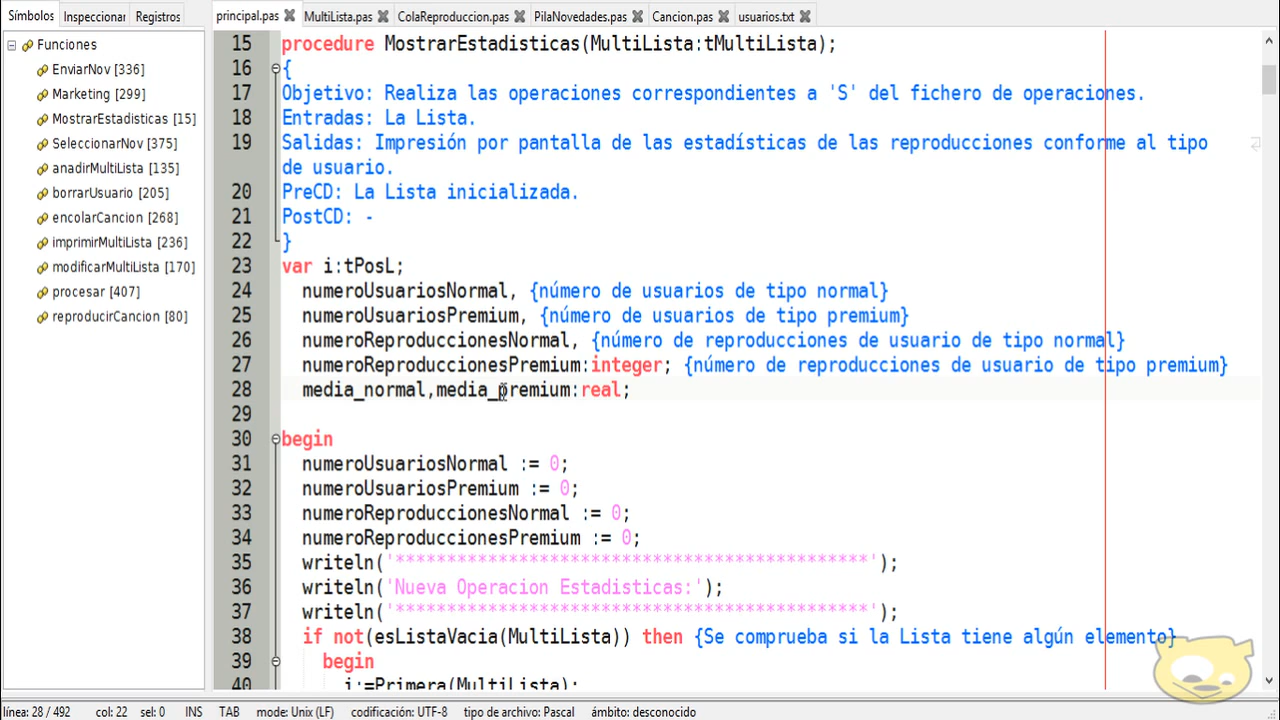 Símbolos Inspeccionar Registros
principal.pas MultiLista.pas ColaReproduccion.pas PilaNovedades.pas Cancion.pas usuarios.txt
Funciones
EnviarNov [336]
Marketing [299]
MostrarEstadisticas [15]
SeleccionarNov [375]
anadirMultiLista [135]
borrarUsuario [205]
encolarCancion [268]
imprimirMultiLista [236]
modificarMultiLista [170]
procesar [407]
reproducirCancion [80]
15 procedure MostrarEstadisticas(MultiLista:tMultiLista);
16 {
17 Objetivo: Realiza las operaciones correspondientes a 'S' del fichero de operaciones.
18 Entradas: La Lista.
19 Salidas: Impresión por pantalla de las estadísticas de las reproducciones conforme al tipo
de usuario.
20 PreCD: La Lista inicializada.
21 PostCD: -
22 }
23 var i:tPosL;
24 numeroUsuariosNormal, {número de usuarios de tipo normal}
25 numeroUsuariosPremium, {número de usuarios de tipo premium}
26 numeroReproduccionesNormal, {número de reproducciones de usuario de tipo normal}
27 numeroReproduccionesPremium:integer; {número de reproducciones de usuario de tipo premium}
28 media_normal,media_premium:real;
29
30 begin
31 numeroUsuariosNormal := 0;
32 numeroUsuariosPremium := 0;
33 numeroReproduccionesNormal := 0;
34 numeroReproduccionesPremium := 0;
35 writeln('**********************************************');
36 writeln('Nueva Operacion Estadisticas:');
37 writeln('**********************************************');
38 if not(esListaVacia(MultiLista)) then {Se comprueba si la Lista tiene algún elemento}
39 begin
40 i:=Primera(MultiLista);
línea: 28 / 492 col: 22 sel: 0 INS TAB mode: Unix (LF) codificación: UTF-8 tipo de archivo: Pascal ámbito: desconocido